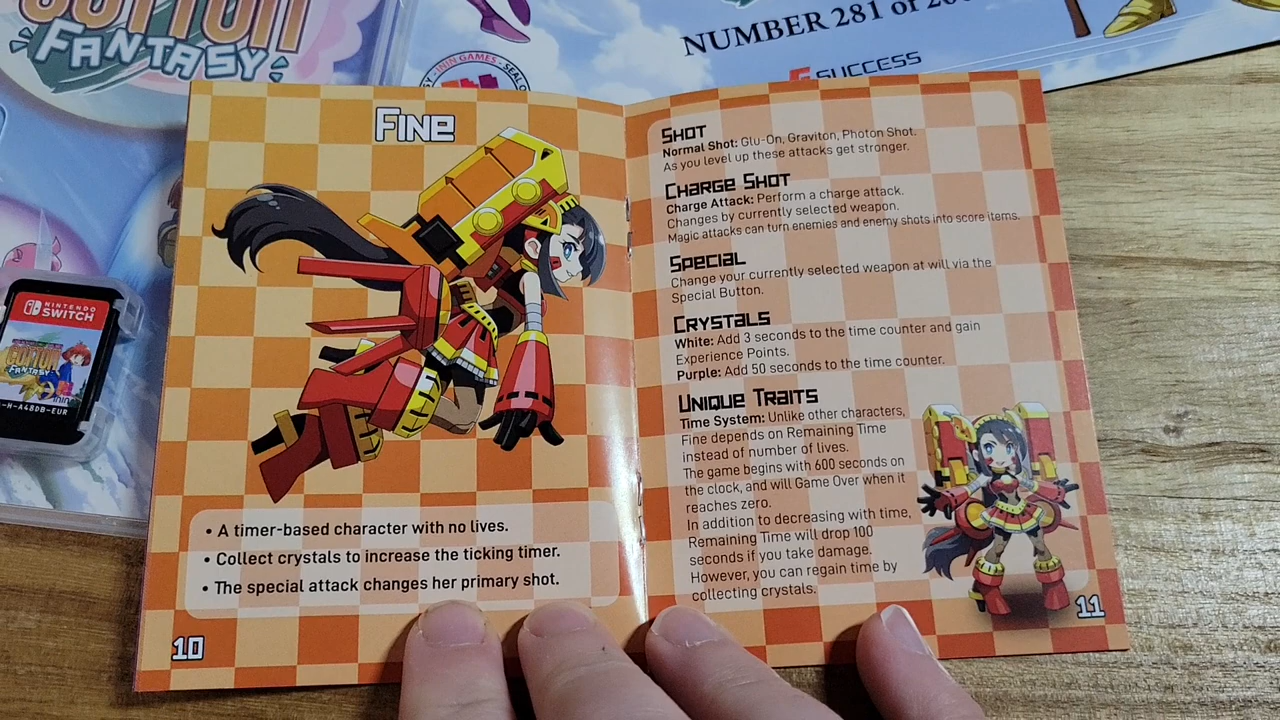 COTTON
FANTASY
ININ GAMES
NUMBER 281 of
SUCCESS
NINTENDO
SWITCH
COTTON
FANTASY
ININ
-H-A48DB-EUR
FINE
• A timer-based character with no lives.
• Collect crystals to increase the ticking timer.
• The special attack changes her primary shot.
10
SHOT
Normal Shot: Glu-On, Graviton, Photon Shot.
As you level up these attacks get stronger.
CHARGE SHOT
Charge Attack: Perform a charge attack.
Changes by currently selected weapon.
Magic attacks can turn enemies and enemy shots into score items.
SPECIAL
Change your currently selected weapon at will via the
Special Button.
CRYSTALS
White: Add 3 seconds to the time counter and gain
Experience Points.
Purple: Add 50 seconds to the time counter.
UNIQUE TRAITS
Time System: Unlike other characters,
Fine depends on Remaining Time
instead of number of lives.
The game begins with 600 seconds on
the clock, and will Game Over when it
reaches zero.
In addition to decreasing with time,
Remaining Time will drop 100
seconds if you take damage.
However, you can regain time by
collecting crystals.
11